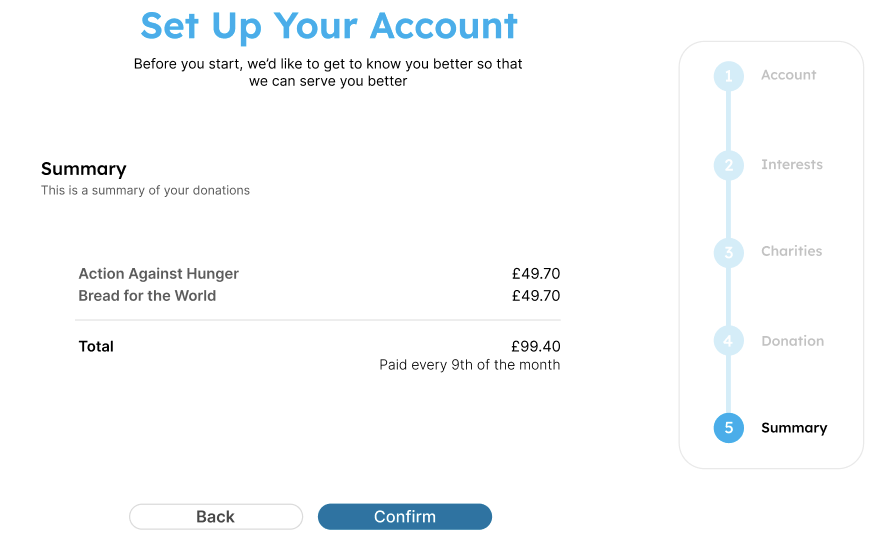 Set Up Your Account
Before you start, we’d like to get to know you better so that
we can serve you better
Summary
This is a summary of your donations
Action Against Hunger £49.70
Bread for the World £49.70
Total £99.40
Paid every 9th of the month
Back Confirm
1 Account
2 Interests
3 Charities
4 Donation
5 Summary